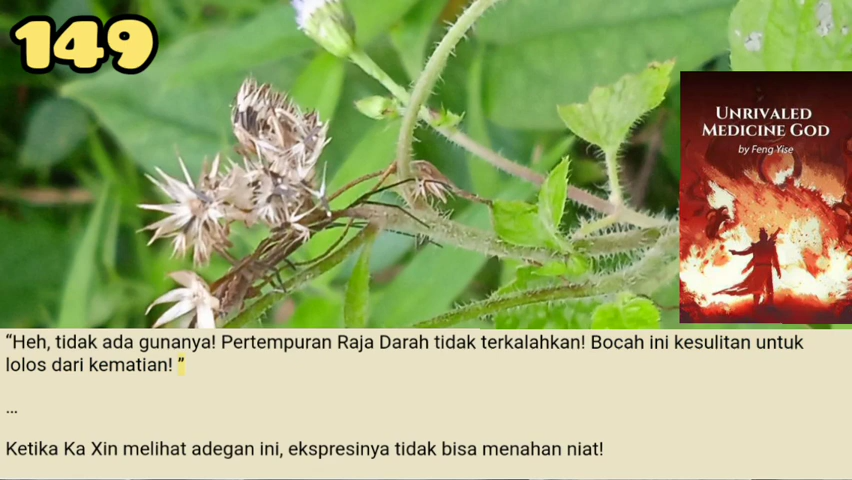 149
UNRIVALED
MEDICINE GOD
by Feng Yise
“Heh, tidak ada gunanya! Pertempuran Raja Darah tidak terkalahkan! Bocah ini kesulitan untuk
lolos dari kematian! ”
...
Ketika Ka Xin melihat adegan ini, ekspresinya tidak bisa menahan niat!